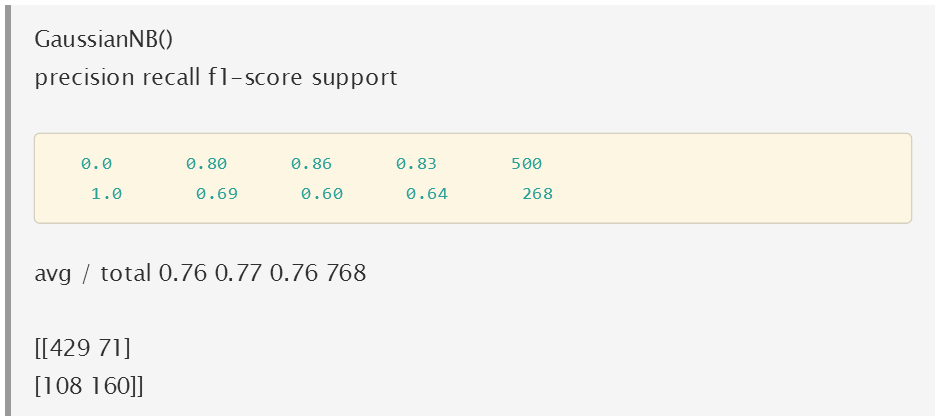 GaussianNB()
precision recall f1-score support
0.0 0.80 0.86 0.83 500
1.0 0.69 0.60 0.64 268
avg / total 0.76 0.77 0.76 768
[[429 71]
[108 160]]